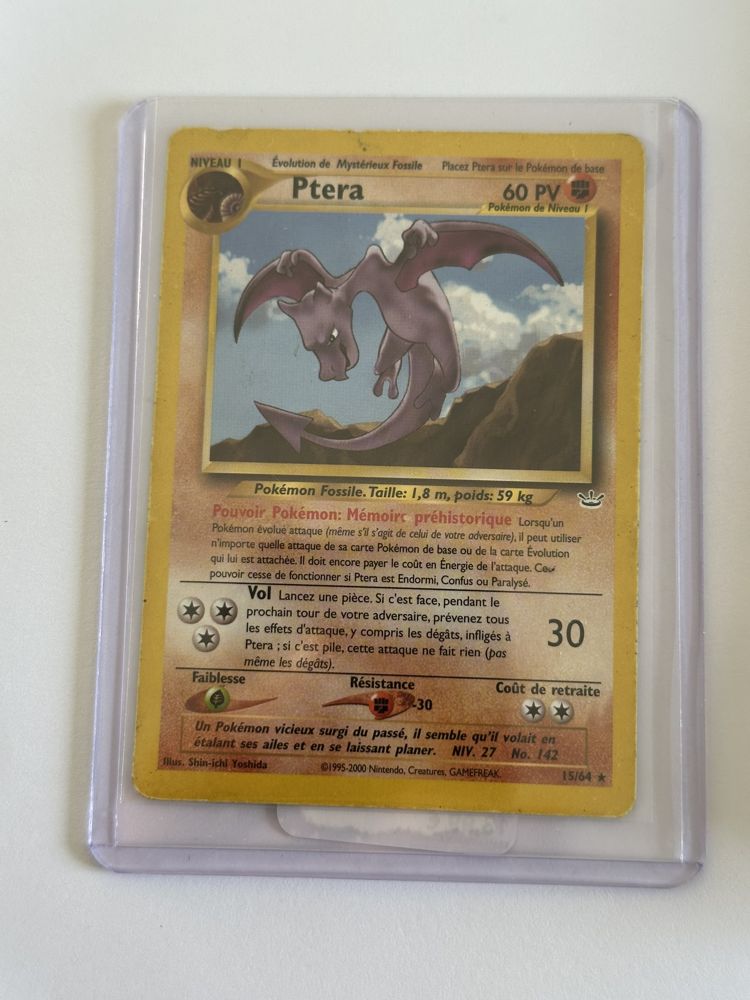 NIVEAU 1 Évolution de Mystérieux Fossile Placez Ptera sur le Pokémon de base
Ptera 60 PV
Pokémon de Niveau 1
Pokémon Fossile. Taille: 1,8 m, poids: 59 kg
Pouvoir Pokémon: Mémoire préhistorique Lorsqu'un
Pokémon évolué attaque (même s'il s'agit de celui de votre adversaire), il peut utiliser
n'importe quelle attaque de sa carte Pokémon de base ou de la carte Évolution
qui lui est attachée. Il doit encore payer le coût en Énergie de l'attaque. Ce
pouvoir cesse de fonctionner si Ptera est Endormi, Confus ou Paralysé.
Vol Lancez une pièce. Si c'est face, pendant le
prochain tour de votre adversaire, prévenez tous
les effets d'attaque, y compris les dégâts, infligés à
Ptera ; si c'est pile, cette attaque ne fait rien (pas
même les dégâts).
30
Faiblesse Résistance Coût de retraite
-30
Un Pokémon vicieux surgi du passé, il semble qu'il volait en
étalant ses ailes et en se laissant planer. NIV. 27 No. 142
Illus. Shin-ichi Yoshida ©1995-2000 Nintendo, Creatures, GAMEFREAK. 15/64 ★